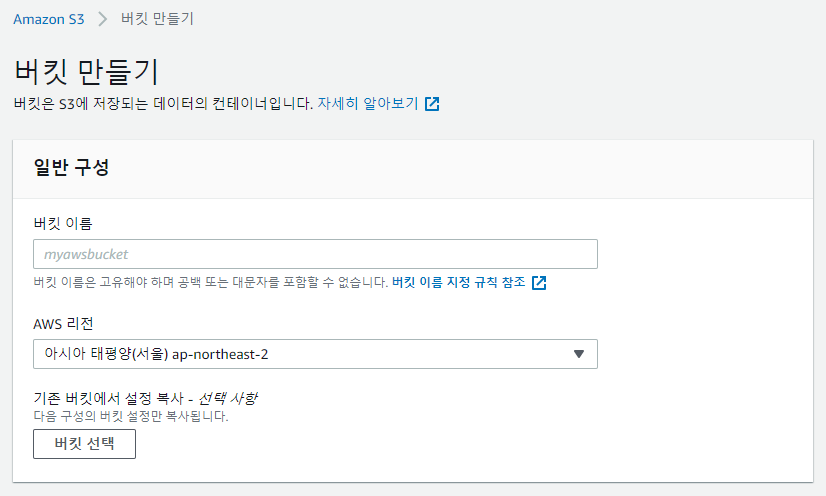 Amazon S3 > 버킷 만들기
버킷 만들기
버킷은 S3에 저장되는 데이터의 컨테이너입니다. 자세히 알아보기
일반 구성
버킷 이름
myawsbucket
버킷 이름은 고유해야 하며 공백 또는 대문자를 포함할 수 없습니다. 버킷 이름 지정 규칙 참조
AWS 리전
아시아 태평양(서울) ap-northeast-2
기존 버킷에서 설정 복사 - 선택 사항
다음 구성의 버킷 설정만 복사됩니다.
버킷 선택